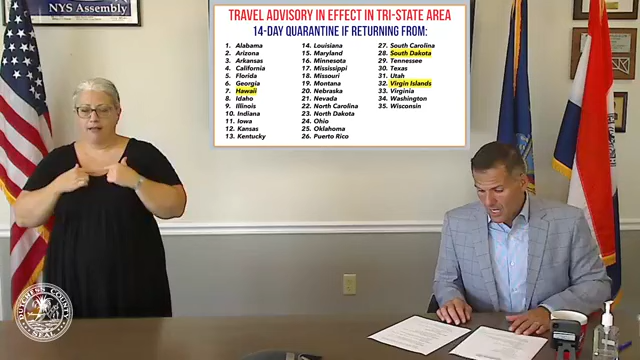 NYS Assembly
TRAVEL ADVISORY IN EFFECT IN TRI-STATE AREA
14-DAY QUARANTINE IF RETURNING FROM:
1. Alabama
2. Arizona
3. Arkansas
4. California
5. Florida
6. Georgia
7. Hawaii
8. Idaho
9. Illinois
10. Indiana
11. Iowa
12. Kansas
13. Kentucky
14. Louisiana
15. Maryland
16. Minnesota
17. Mississippi
18. Missouri
19. Montana
20. Nebraska
21. Nevada
22. North Carolina
23. North Dakota
24. Ohio
25. Oklahoma
26. Puerto Rico
27. South Carolina
28. South Dakota
29. Tennessee
30. Texas
31. Utah
32. Virgin Islands
33. Virginia
34. Washington
35. Wisconsin
DUTCHESS COUNTY
SEAL